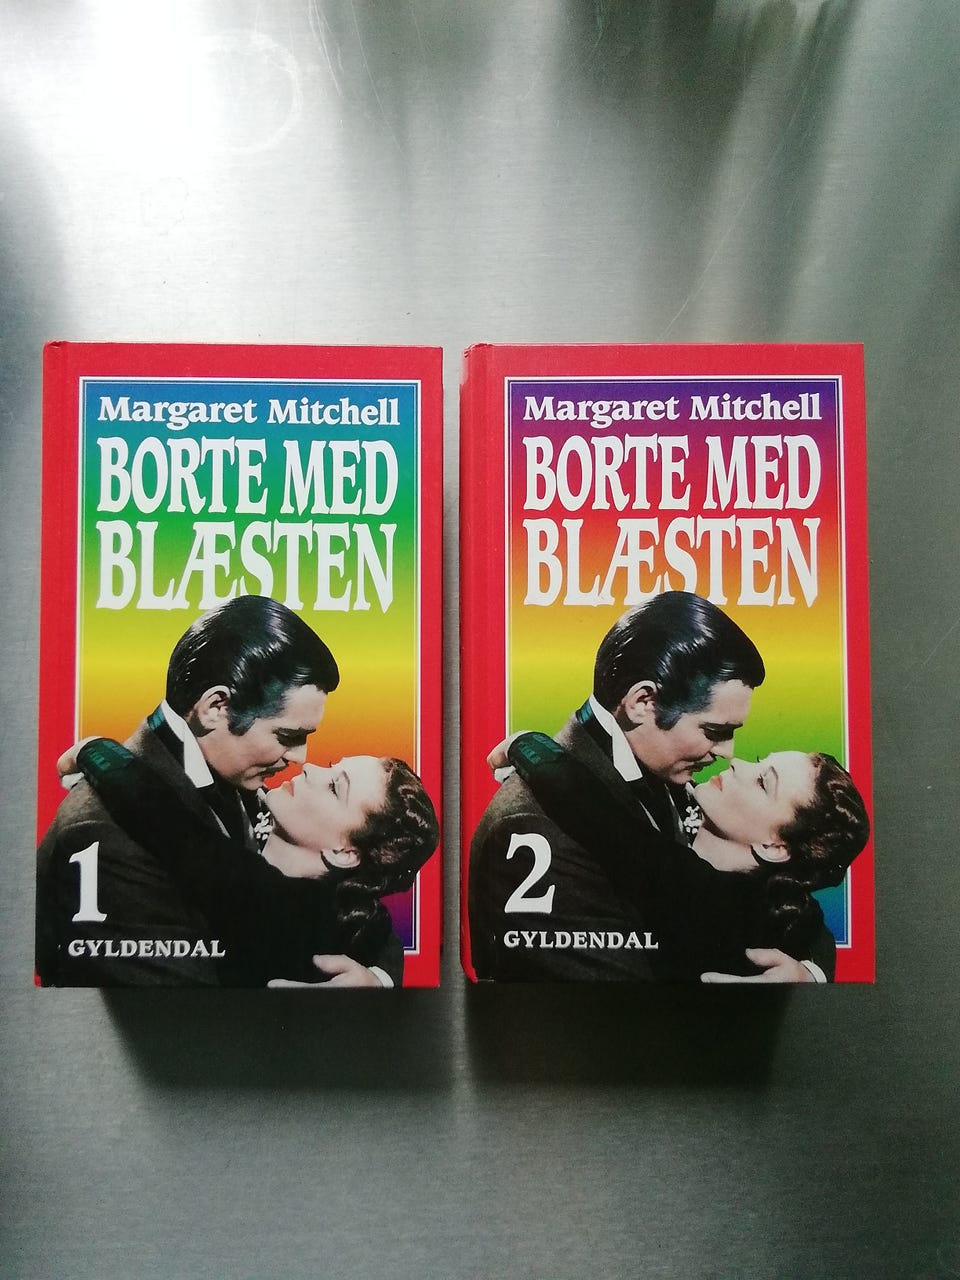 Margaret Mitchell
BORTE MED
BLÆSTEN
1
GYLDENDAL
Margaret Mitchell
BORTE MED
BLÆSTEN
2
GYLDENDAL